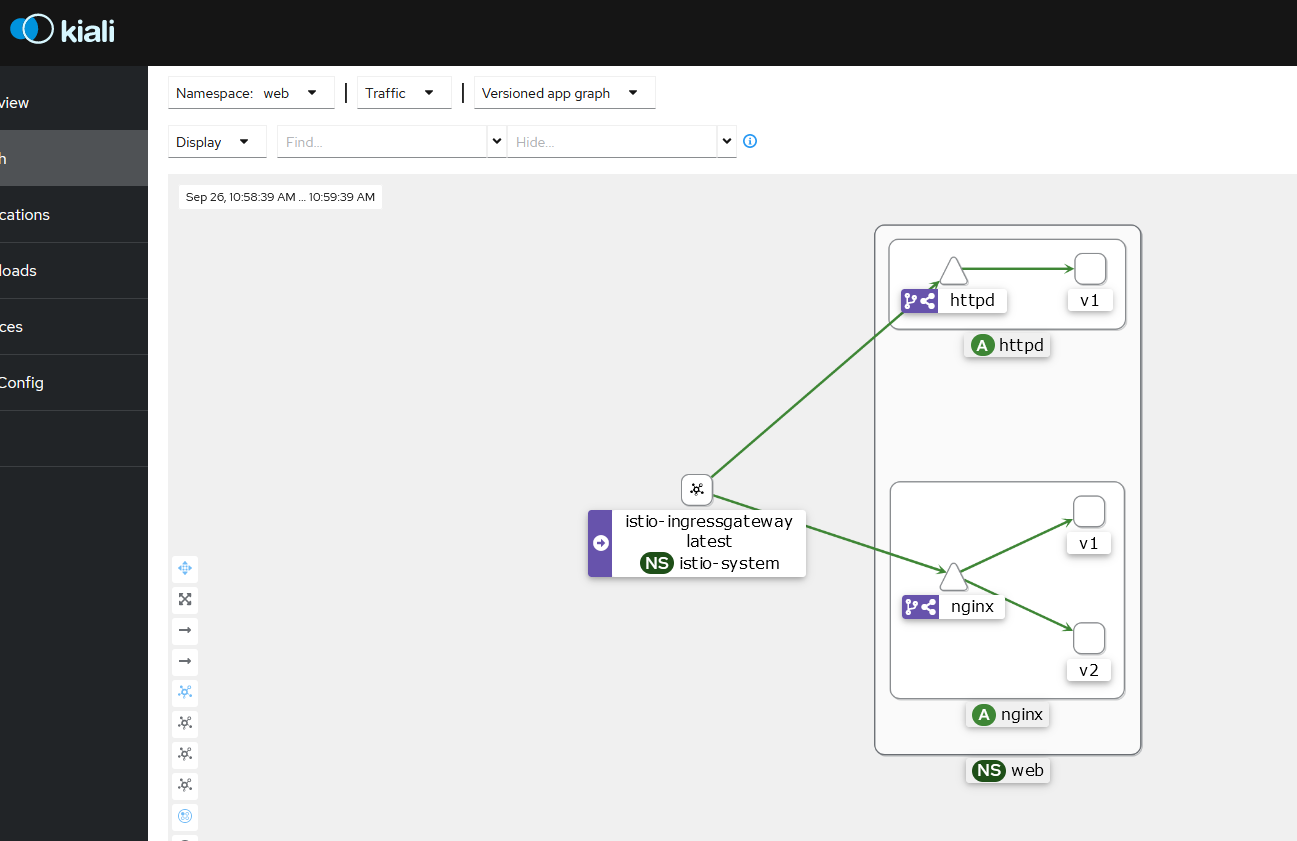 kiali
view
h
cations
loads
ces
Config
Namespace: web
Traffic
Versioned app graph
Display
Find...
Hide...
Sep 26, 10:58:39 AM ... 10:59:39 AM
httpd
v1
A httpd
istio-ingressgateway
latest
NS istio-system
v1
nginx
v2
A nginx
NS web